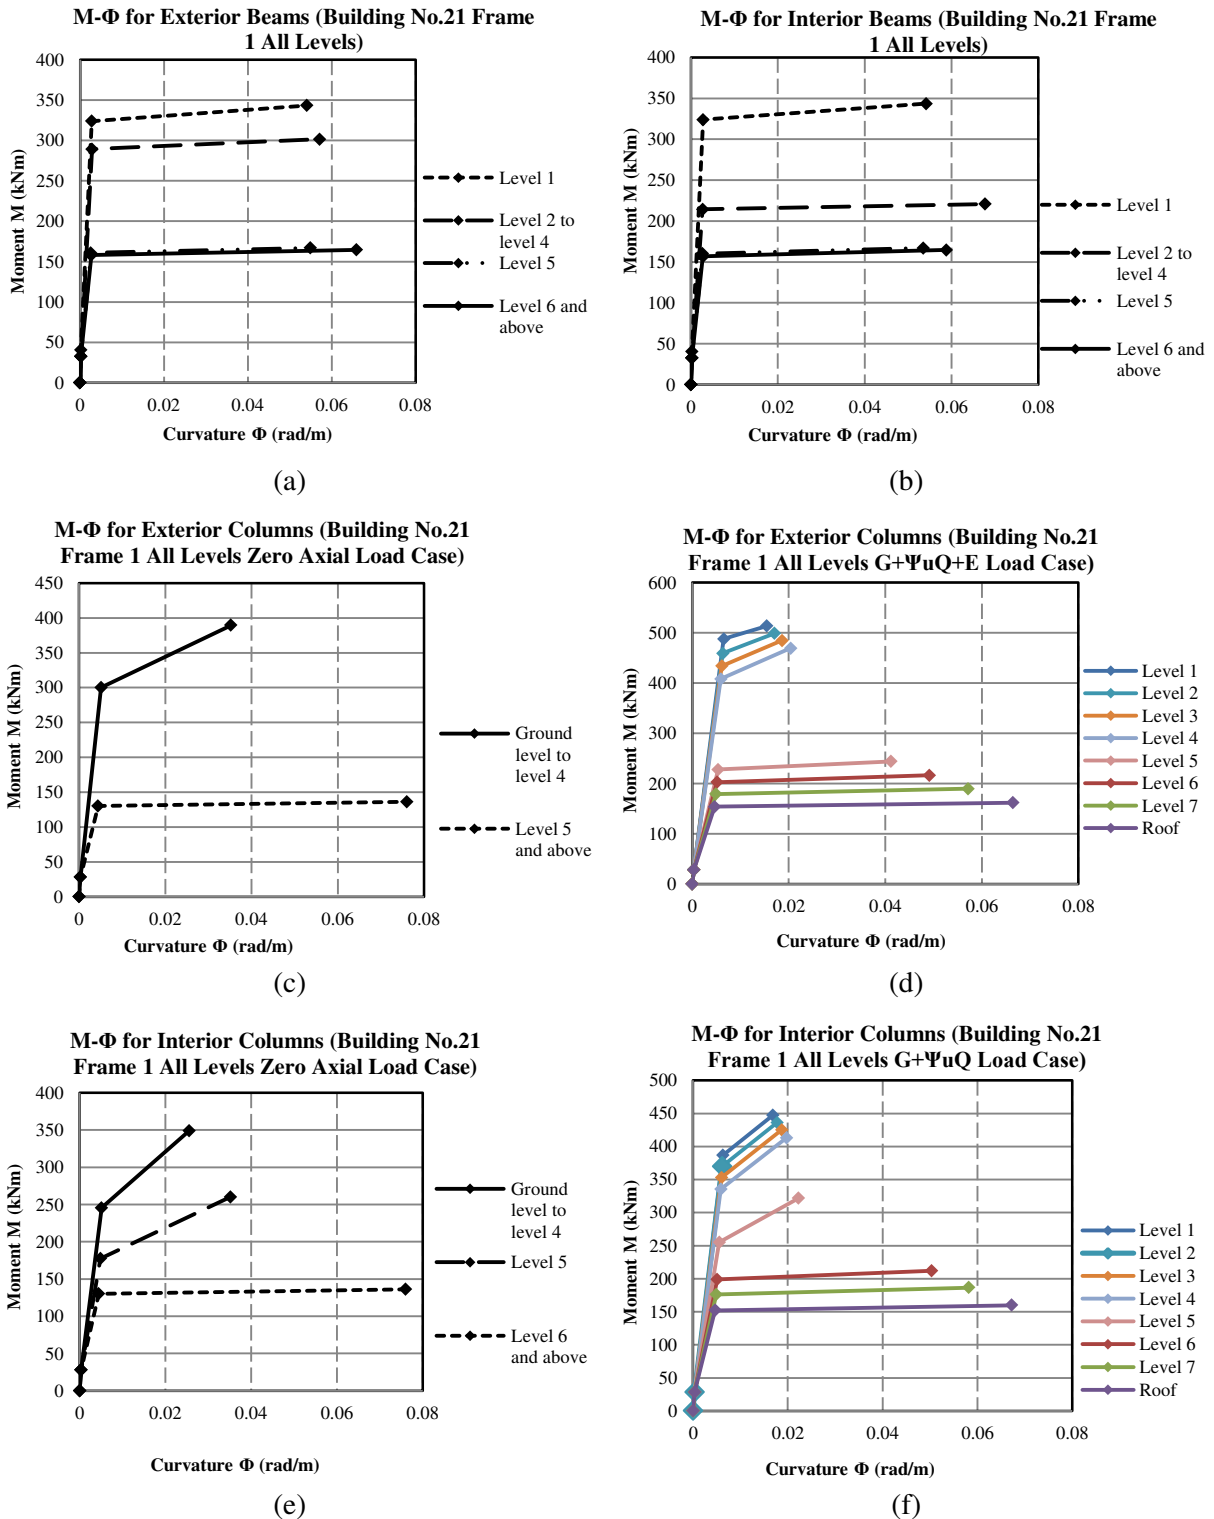 M-Φ for Exterior Beams (Building No.21 Frame
1 All Levels)
400
350
300
250
200
150
100
50
0
Moment M (kNm)
0 0.02 0.04 0.06 0.08
Curvature Φ (rad/m)
Level 1
Level 2 to
level 4
Level 5
Level 6 and
above
(a)
M-Φ for Interior Beams (Building No.21 Frame
1 All Levels)
400
350
300
250
200
150
100
50
0
Moment M (kNm)
0 0.02 0.04 0.06 0.08
Curvature Φ (rad/m)
Level 1
Level 2 to
level 4
Level 5
Level 6 and
above
(b)
M-Φ for Exterior Columns (Building No.21
Frame 1 All Levels Zero Axial Load Case)
450
400
350
300
250
200
150
100
50
0
Moment M (kNm)
0 0.02 0.04 0.06 0.08
Curvature Φ (rad/m)
Ground
level to
level 4
Level 5
and above
(c)
M-Φ for Exterior Columns (Building No.21
Frame 1 All Levels G+ΨuQ+E Load Case)
600
500
400
300
200
100
0
Moment M (kNm)
0 0.02 0.04 0.06 0.08
Curvature Φ (rad/m)
Level 1
Level 2
Level 3
Level 4
Level 5
Level 6
Level 7
Roof
(d)
M-Φ for Interior Columns (Building No.21
Frame 1 All Levels Zero Axial Load Case)
400
350
300
250
200
150
100
50
0
Moment M (kNm)
0 0.02 0.04 0.06 0.08
Curvature Φ (rad/m)
Ground
level to
level 4
Level 5
Level 6
and above
(e)
M-Φ for Interior Columns (Building No.21
Frame 1 All Levels G+ΨuQ Load Case)
500
450
400
350
300
250
200
150
100
50
0
Moment M (kNm)
0 0.02 0.04 0.06 0.08
Curvature Φ (rad/m)
Level 1
Level 2
Level 3
Level 4
Level 5
Level 6
Level 7
Roof
(f)